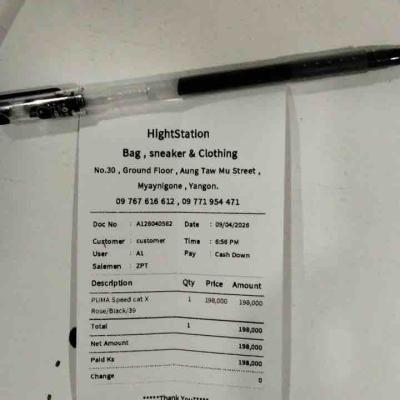 HightStation
Bag , sneaker & Clothing
No.30 , Ground Floor , Aung Taw Mu Street ,
Myaynigone , Yangon.
09 767 616 612 , 09 771 954 471
Doc No : A126040582 Date : 09/04/2026
Customer : customer Time : 6:56 PM
User : A1 Pay : Cash Down
Salemen : ZPT
Description Qty Price Amount
PUMA Speed cat X 1 198,000 198,000
Rose/Black/39
Total 1 198,000
Net Amount 198,000
Paid Ks 198,000
Change 0
*****Thank You*****